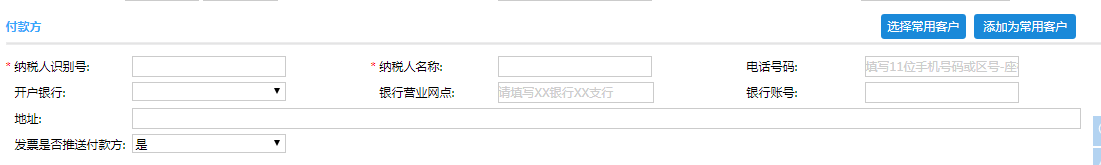 付款方 选择常用客户 添加为常用客户
* 纳税人识别号: * 纳税人名称: 电话号码: 填写11位手机号码或区号-座
开户银行: 银行营业网点: 请填写XX银行XX支行 银行账号:
地址:
发票是否推送付款方: 是